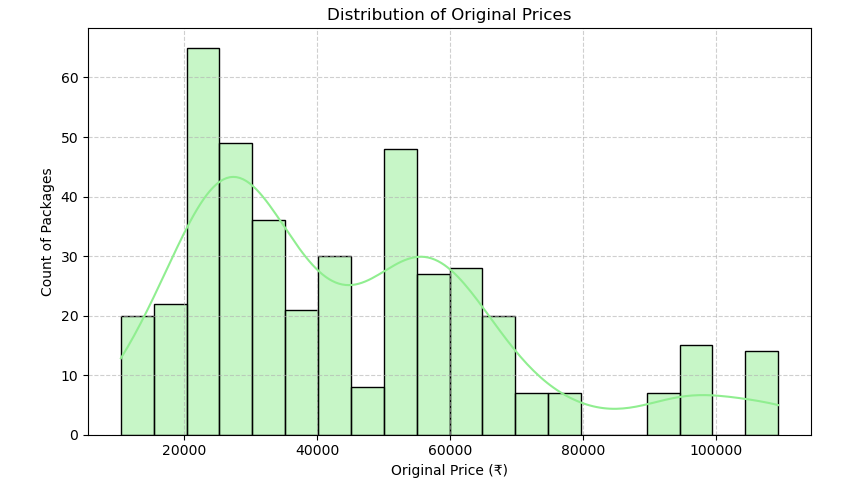 Distribution of Original Prices
Count of Packages
60
50
40
30
20
10
0
20000 40000 60000 80000 100000
Original Price (₹)